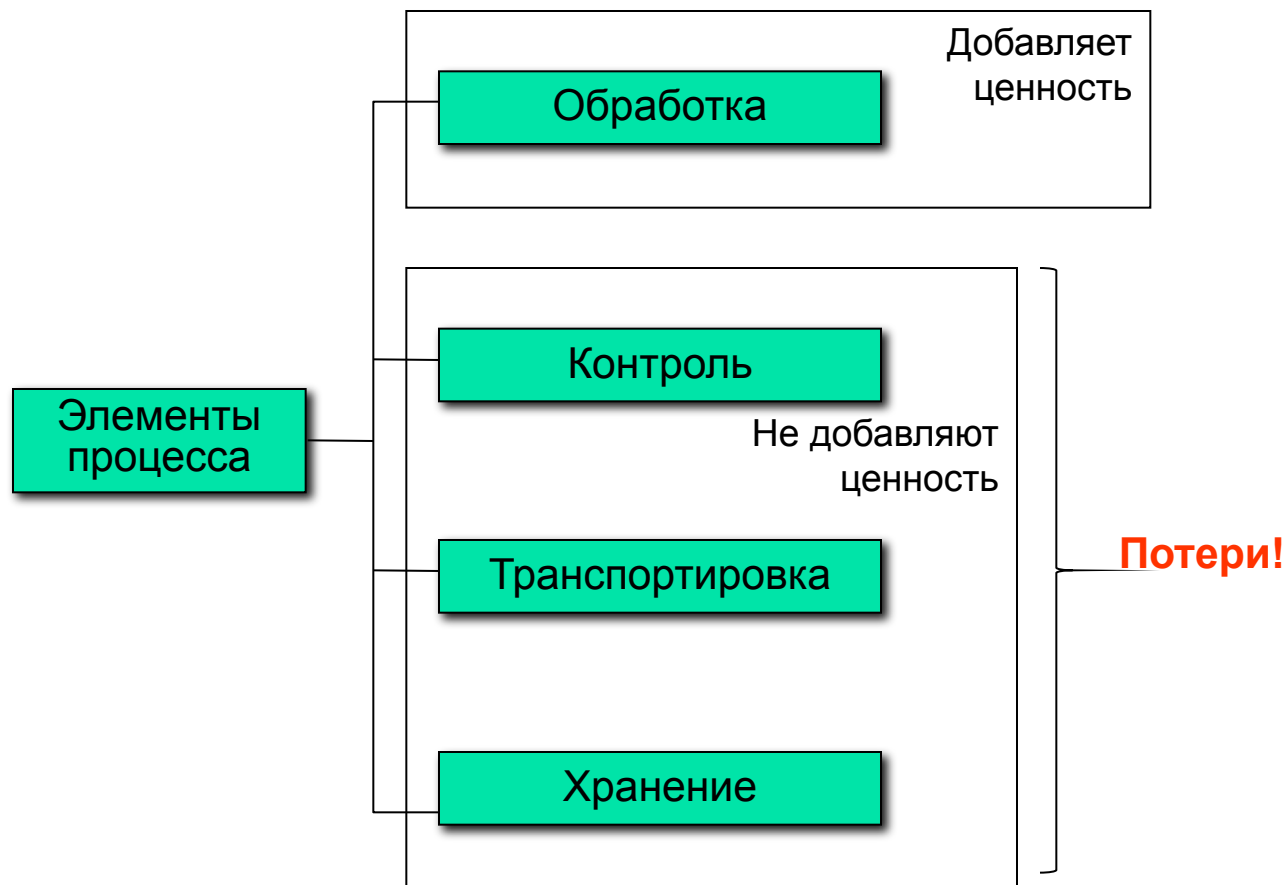 Добавляет
ценность
Обработка
Контроль
Элементы
процесса
Не добавляют
ценность
Транспортировка
Потери!
Хранение